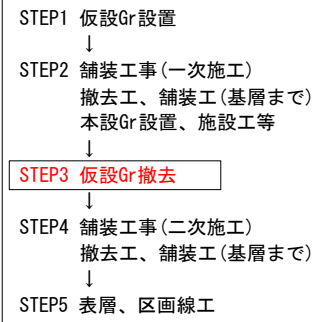 STEP1 仮設Gr設置
↓
STEP2 舗装工事(一次施工)
撤去工、舗装工(基層まで)
本設Gr設置、施設工等
↓
STEP3 仮設Gr撤去
↓
STEP4 舗装工事(二次施工)
撤去工、舗装工(基層まで)
↓
STEP5 表層、区画線工